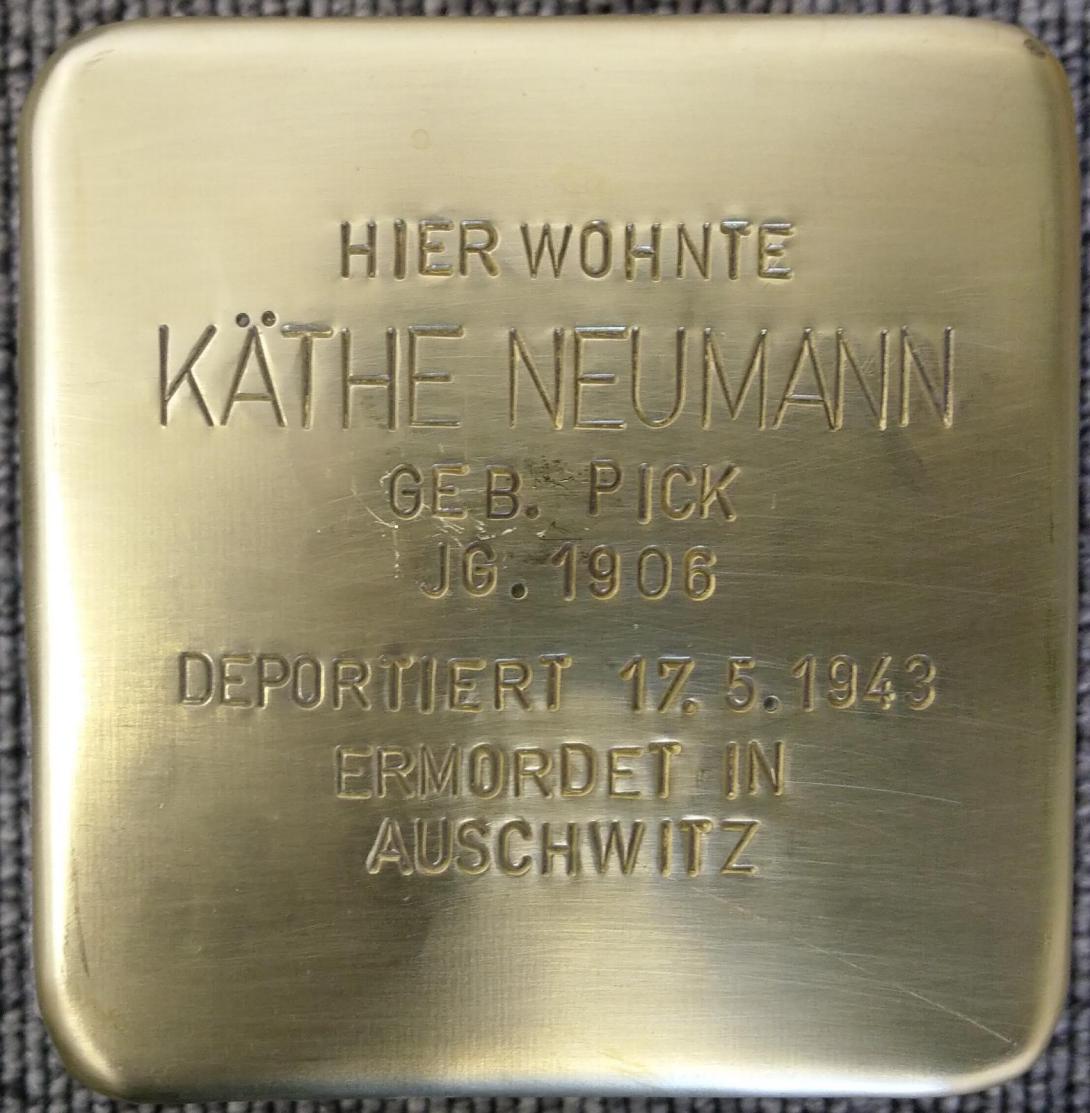 HIER WOHNTE
KÄTHE NEUMANN
GEB. PICK
JG. 1906
DEPORTIERT 17. 5. 1943
ERMORDET IN
AUSCHWITZ